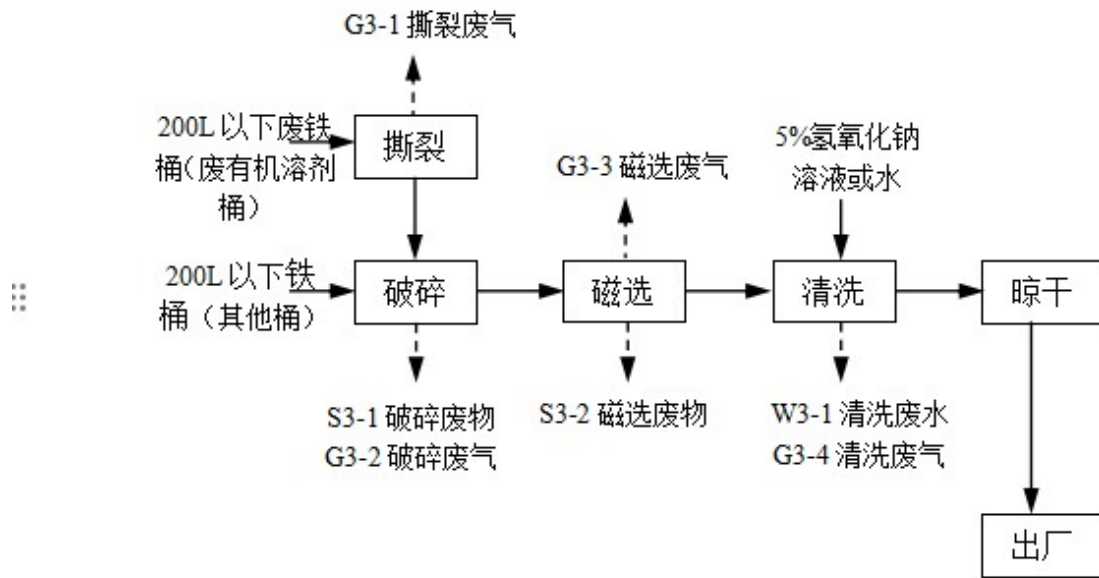 G3-1 撕裂废气
200L 以下废铁
桶（废有机溶剂
桶）
撕裂
G3-3 磁选废气
5%氢氧化钠
溶液或水
200L 以下铁
桶（其他桶）
破碎
磁选
清洗
晾干
S3-1 破碎废物
G3-2 破碎废气
S3-2 磁选废物
W3-1 清洗废水
G3-4 清洗废气
出厂